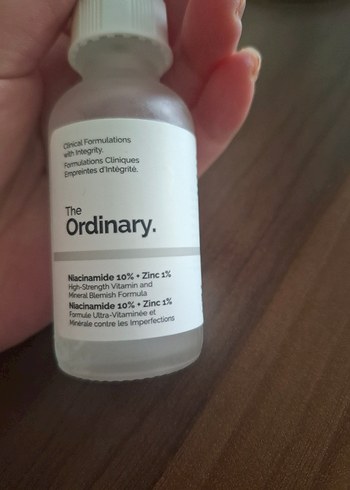 Clinical Formulations
with Integrity.
Formulations Cliniques
Empreintes d'Intégrité.
The
Ordinary.
Niacinamide 10% + Zinc 1%
High-Strength Vitamin and
Mineral Blemish Formula
Niacinamide 10% + Zinc 1%
Formule Ultra-Vitaminée et
Minérale contre les Imperfections